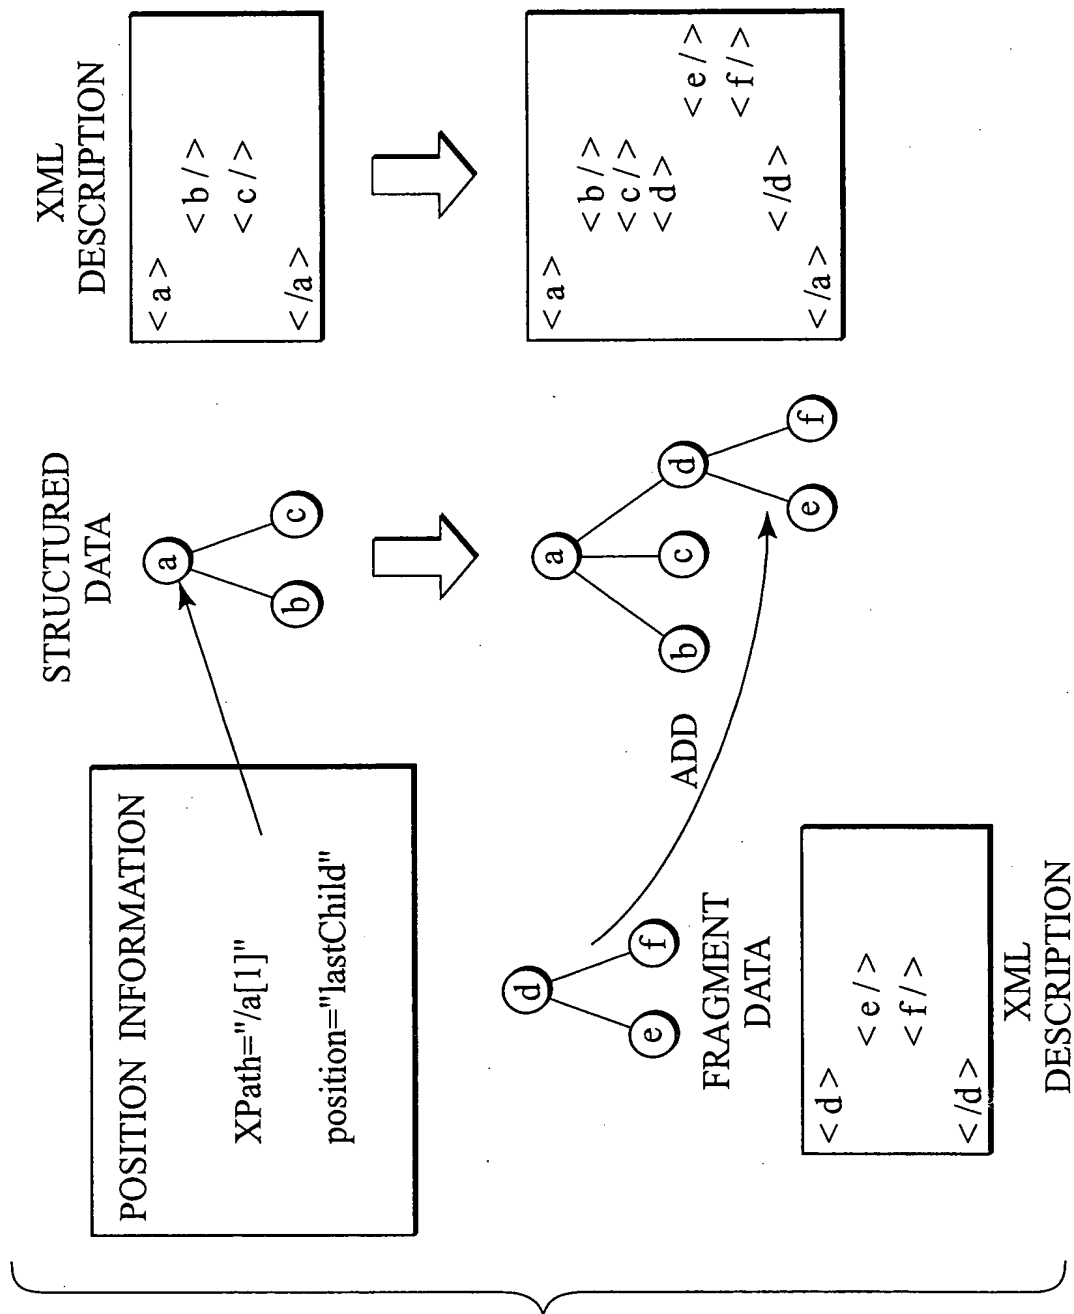 POSITION INFORMATION
XPath="/a[1]"
position="lastChild"
STRUCTURED
DATA
a
b
c
XML
DESCRIPTION
<a>
<b/>
<c/>
</a>
d
e
f
FRAGMENT
DATA
<d>
<e/>
<f/>
</d>
XML
DESCRIPTION
ADD
a
b
c
d
e
f
<a>
<b/>
<c/>
<d>
<e/>
<f/>
</d>
</a>